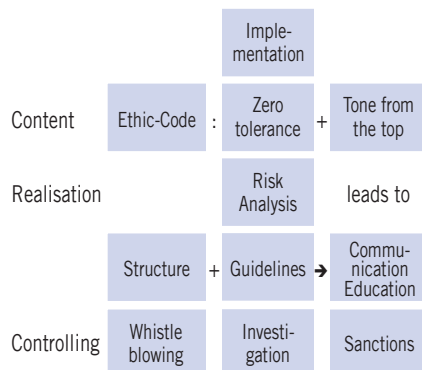 Imple-
mentation
Content Ethic-Code : Zero tolerance + Tone from the top
Realisation Risk Analysis leads to
Structure + Guidelines ➔ Commu-
nication
Education
Controlling Whistle blowing Investi-
gation Sanctions